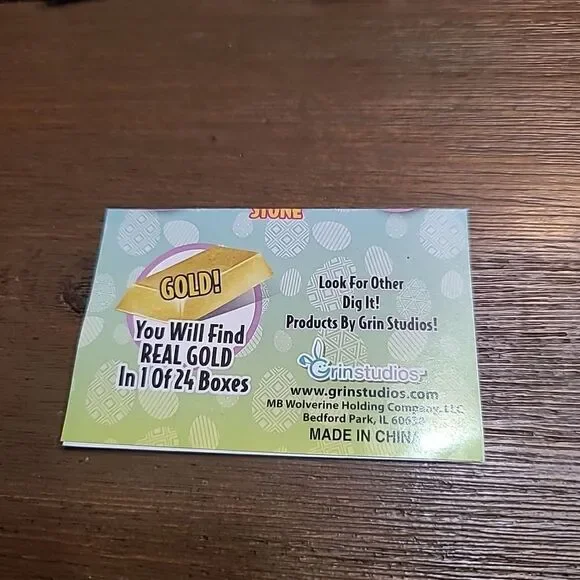 STONE
GOLD!
You Will Find
REAL GOLD
In 1 Of 24 Boxes
Look For Other
Dig It!
Products By Grin Studios!
Grinstudios
www.grinstudios.com
MB Wolverine Holding Company, LLC
Bedford Park, IL
MADE IN CHINA